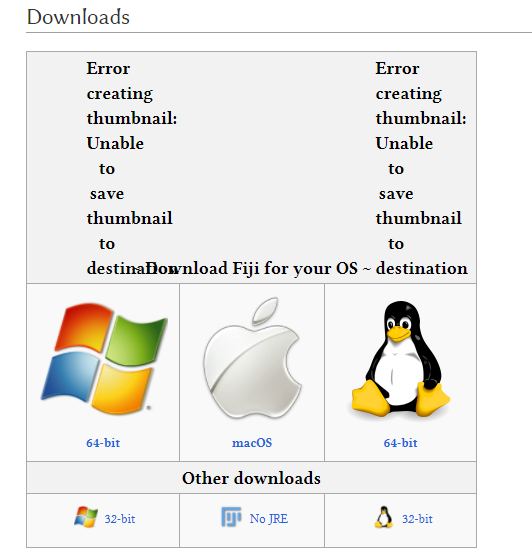 Downloads
Error creating thumbnail: Unable to save thumbnail to destination
~ Download Fiji for your OS ~
Error creating thumbnail: Unable to save thumbnail to destination
64-bit
macOS
64-bit
Other downloads
32-bit
No JRE
32-bit